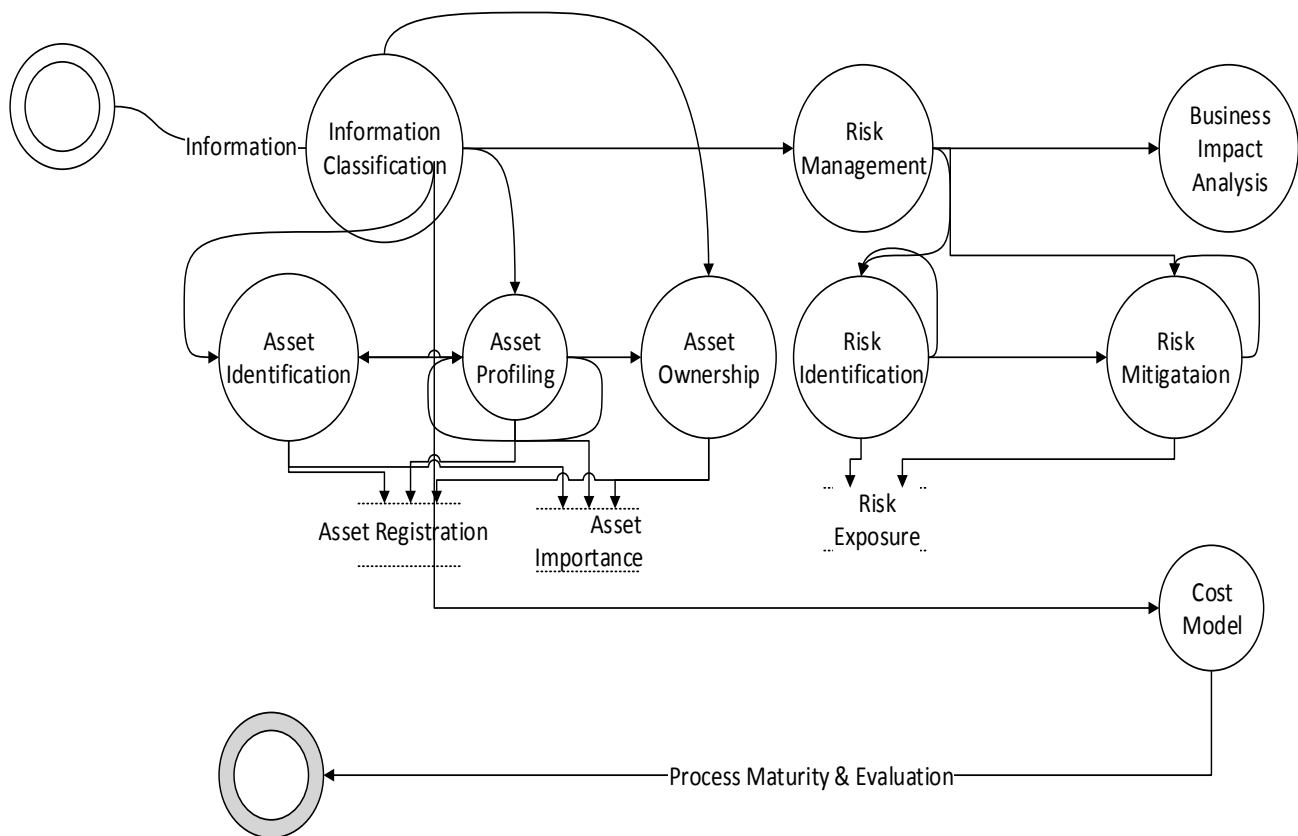 Information
Information
Classification
Risk
Management
Business
Impact
Analysis
Asset
Identification
Asset
Profiling
Asset
Ownership
Risk
Identification
Risk
Mitigataion
Asset Registration
Asset
Importance
Risk
Exposure
Cost
Model
Process Maturity & Evaluation